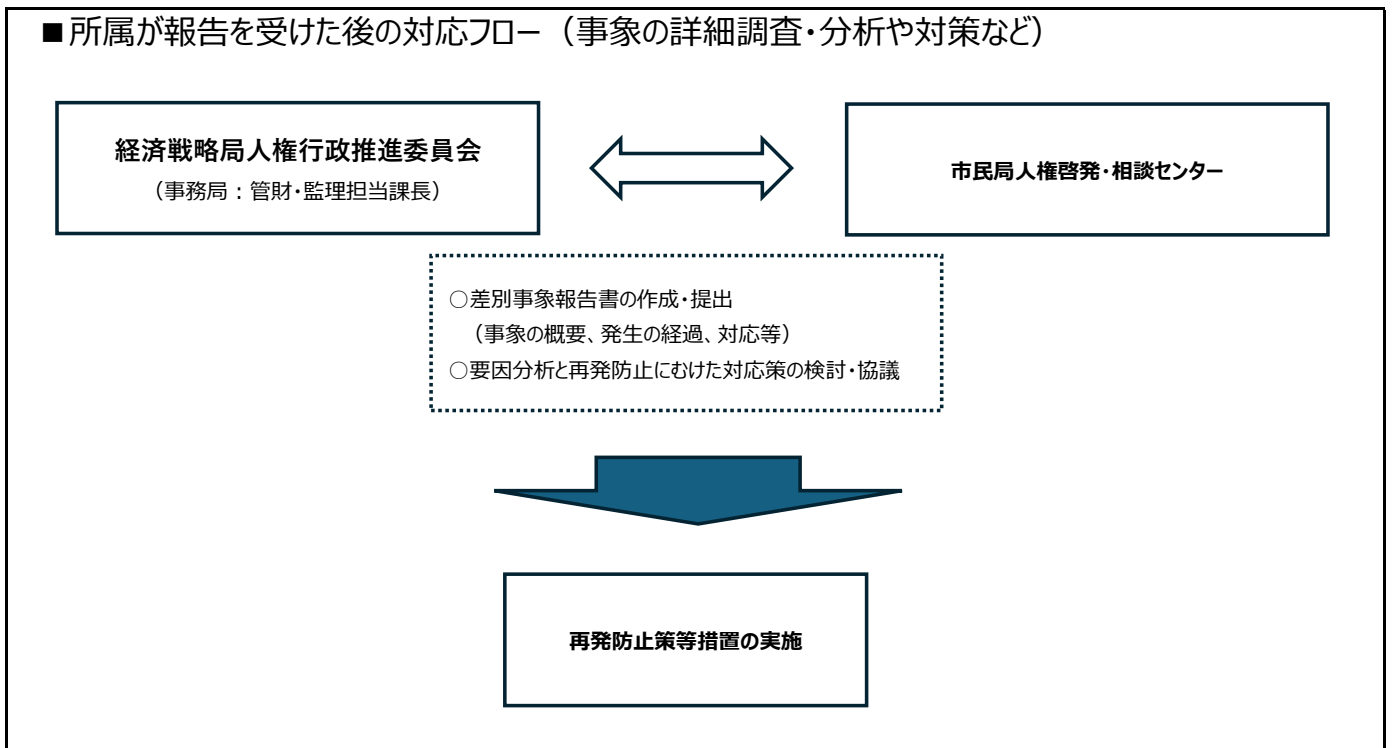 ■所属が報告を受けた後の対応フロー（事象の詳細調査・分析や対策など）
経済戦略局人権行政推進委員会
（事務局：管財・監理担当課長）
市民局人権啓発・相談センター
○差別事象報告書の作成・提出
（事象の概要、発生の経過、対応等）
○要因分析と再発防止にむけた対応策の検討・協議
再発防止策等措置の実施